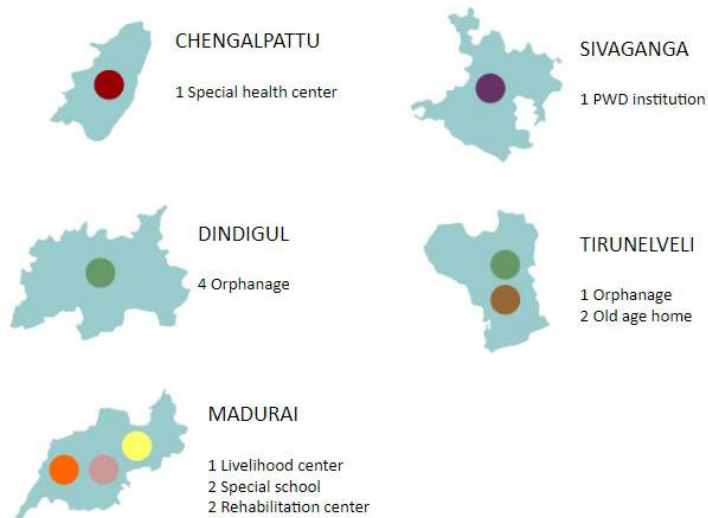 CHENGALPATTU
1 Special health center
SIVAGANGA
1 PWD institution
DINDIGUL
4 Orphanage
TIRUNELVELI
1 Orphanage
2 Old age home
MADURAI
1 Livelihood center
2 Special school
2 Rehabilitation center